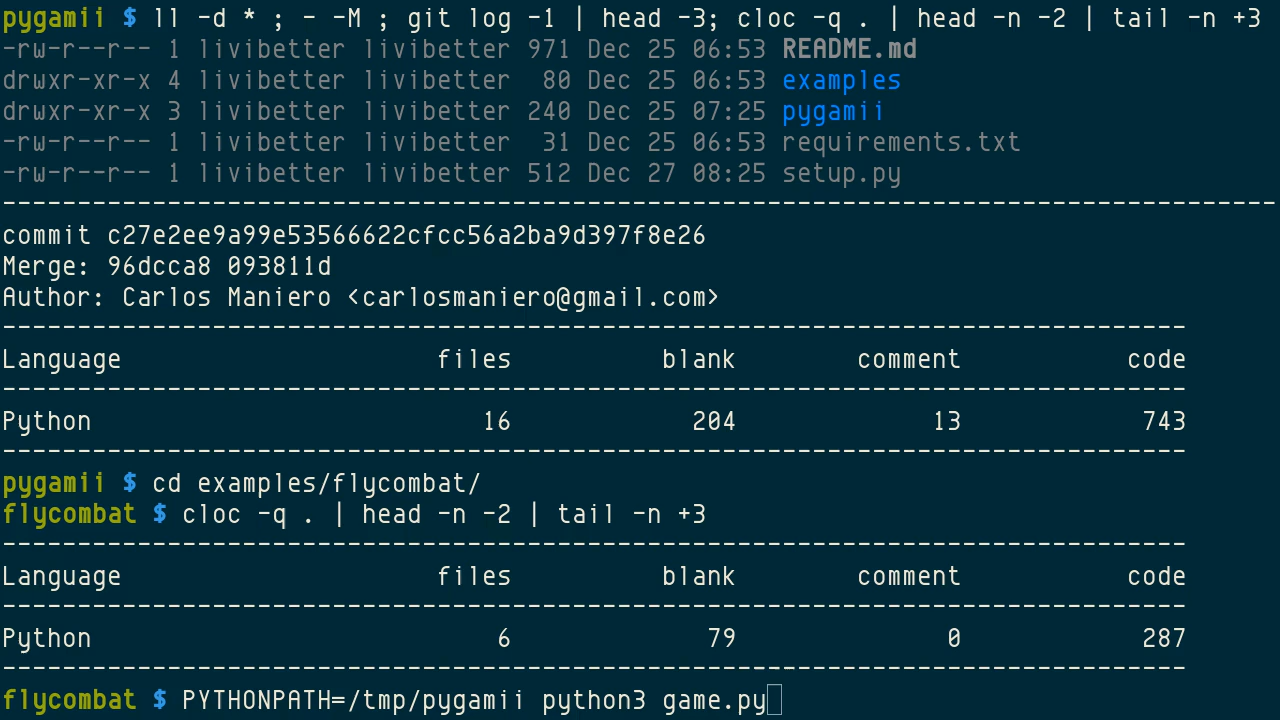 pygamii $ ll -d * ; - -M ; git log -1 | head -3; cloc -q . | head -n -2 | tail -n +3
-rw-r--r-- 1 livibetter livibetter 971 Dec 25 06:53 README.md
drwxr-xr-x 4 livibetter livibetter  80 Dec 25 06:53 examples
drwxr-xr-x 3 livibetter livibetter 240 Dec 25 07:25 pygamii
-rw-r--r-- 1 livibetter livibetter  31 Dec 25 06:53 requirements.txt
-rw-r--r-- 1 livibetter livibetter 512 Dec 27 08:25 setup.py
-------------------------------------------------------------------------------------
commit c27e2ee9a99e53566622cfcc56a2ba9d397f8e26
Merge: 96dcca8 093811d
Author: Carlos Maniero <carlosmaniero@gmail.com>
-------------------------------------------------------------------------------
Language                     files          blank        comment           code
-------------------------------------------------------------------------------
Python                          16            204             13            743
-------------------------------------------------------------------------------
pygamii $ cd examples/flycombat/
flycombat $ cloc -q . | head -n -2 | tail -n +3
-------------------------------------------------------------------------------
Language                     files          blank        comment           code
-------------------------------------------------------------------------------
Python                           6             79              0            287
-------------------------------------------------------------------------------
flycombat $ PYTHONPATH=/tmp/pygamii python3 game.py